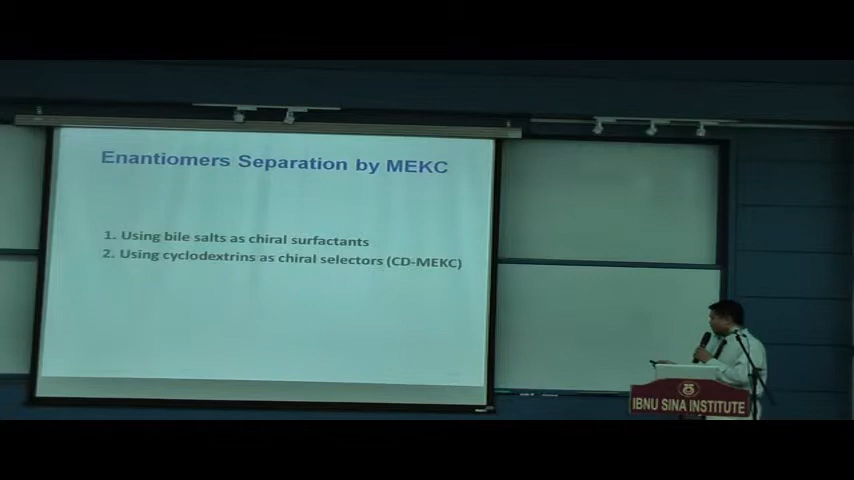 Enantiomers Separation by MEKC
1. Using bile salts as chiral surfactants
2. Using cyclodextrins as chiral selectors (CD-MEKC)
IBNU SINA INSTITUTE